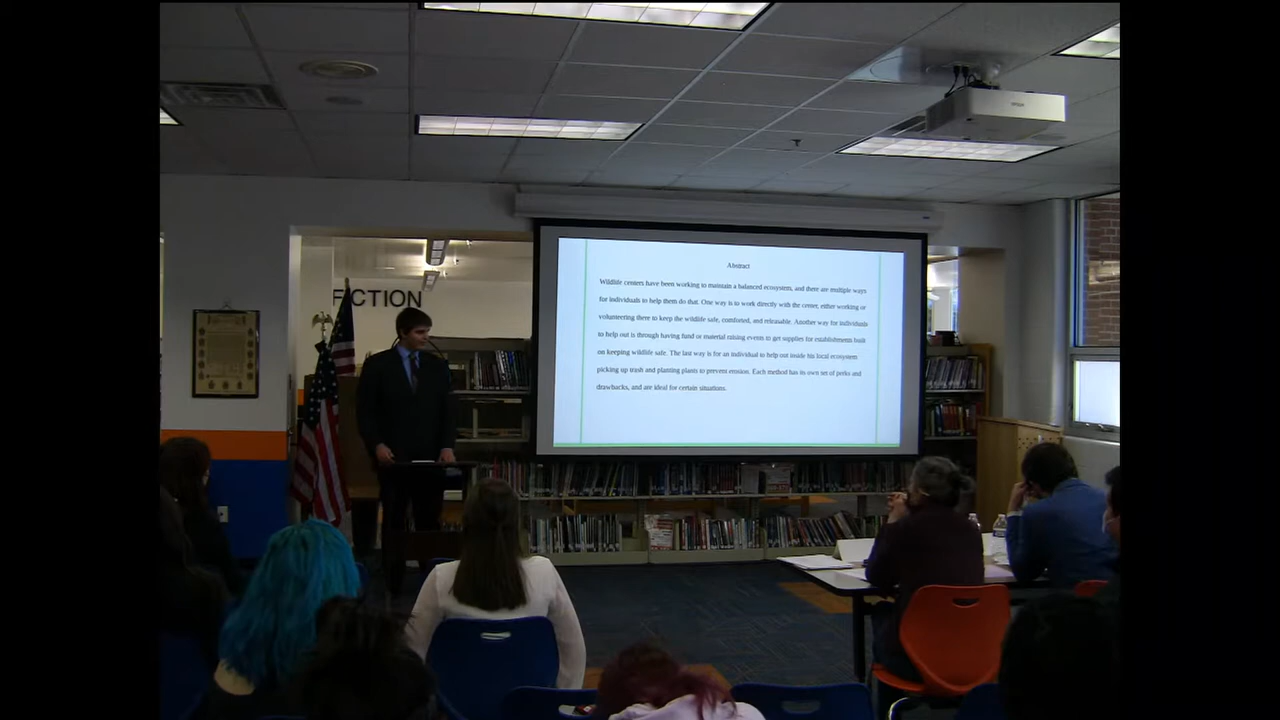 EPSON
FICTION
Abstract
Wildlife centers have been working to maintain a balanced ecosystem, and there are multiple ways
for individuals to help them do that. One way is to work directly with the center, either working or
volunteering there to keep the wildlife safe, comforted, and releasable. Another way for individuals
to help out is through having fund or material raising events to get supplies for establishments built
on keeping wildlife safe. The last way is for an individual to help out inside his local ecosystem
picking up trash and planting plants to prevent erosion. Each method has its own set of perks and
drawbacks, and are ideal for certain situations.